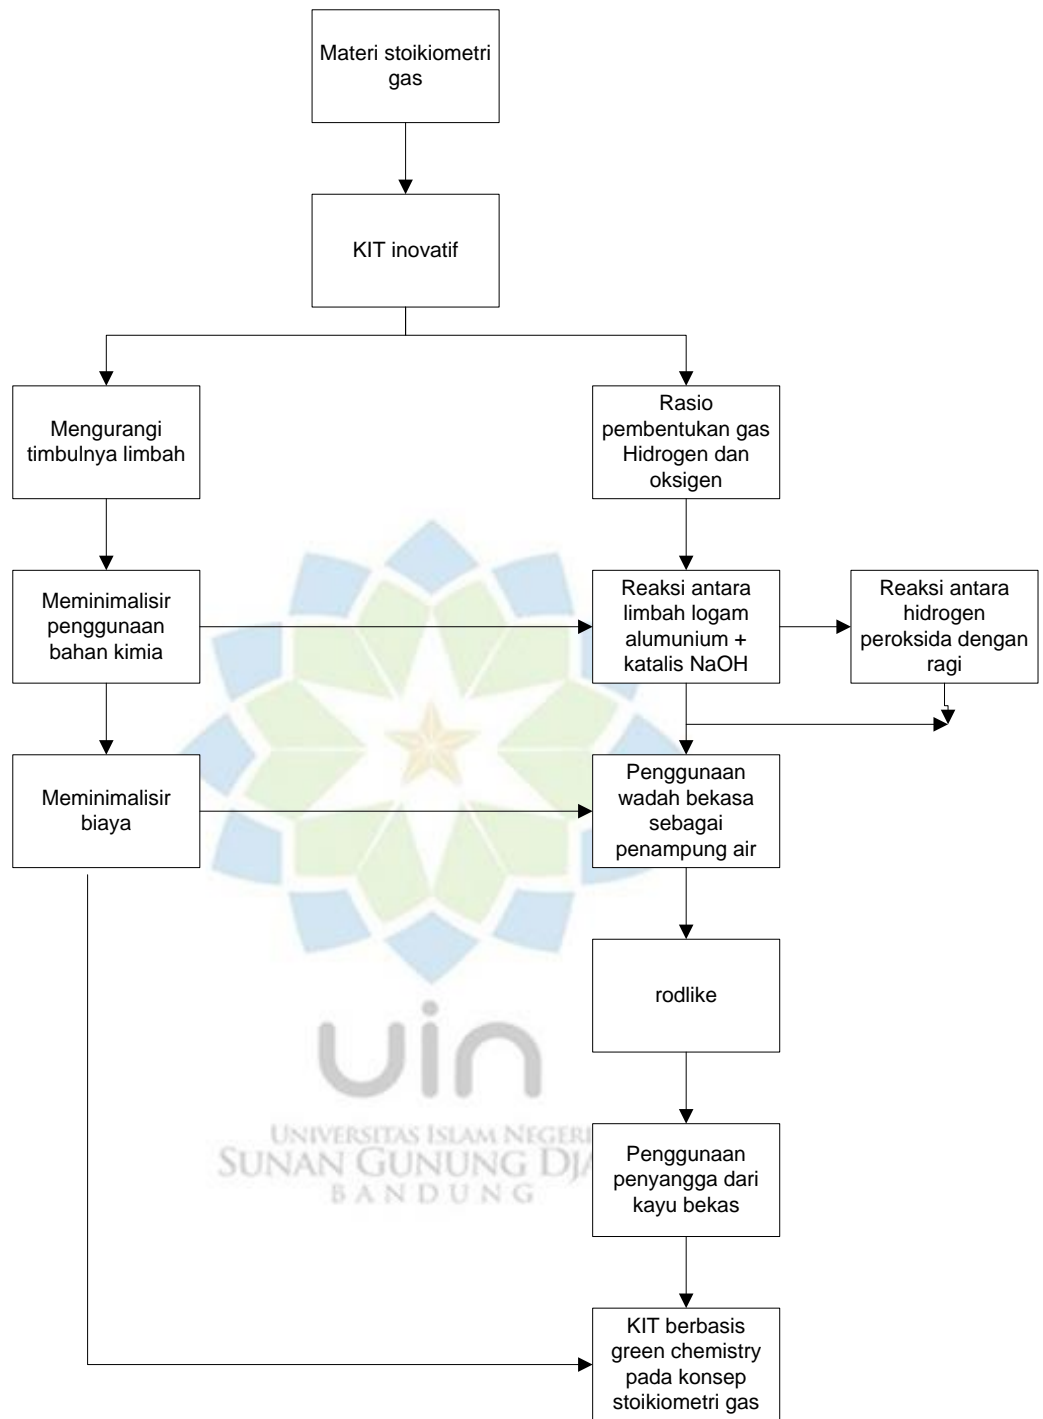 Materi stoikiometri
gas
KIT inovatif
Mengurangi
timbulnya limbah
Rasio
pembentukan gas
Hidrogen dan
oksigen
Meminimalisir
penggunaan
bahan kimia
Reaksi antara
limbah logam
alumunium +
katalis NaOH
Reaksi antara
hidrogen
peroksida dengan
ragi
Meminimalisir
biaya
Penggunaan
wadah bekasa
sebagai
penampung air
rodlike
uin
UNIVERSITAS ISLAM NEGERI
SUNAN GUNUNG DJA
BANDUNG
Penggunaan
penyangga dari
kayu bekas
KIT berbasis
green chemistry
pada konsep
stoikiometri gas